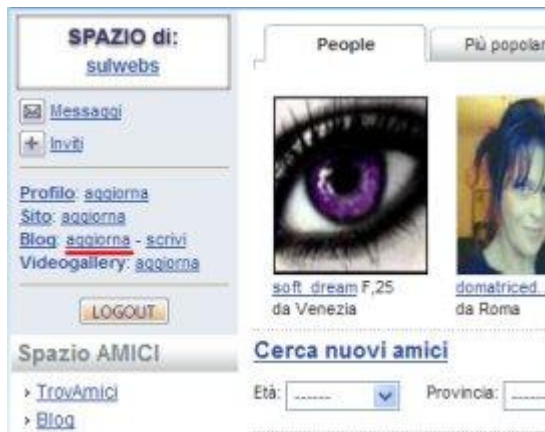 SPAZIO di:
sulwebs
Messaggi
Inviti
Profilo: aggiorna
Sito: aggiorna
Blog: aggiorna - scrivi
Videogallery: aggiorna
LOGOUT
Spazio AMICI
› TrovAmici
› Blog
People
Più popolar
soft_dream F,25
da Venezia
domatriced
da Roma
Cerca nuovi amici
Età: ------
Provincia: -----